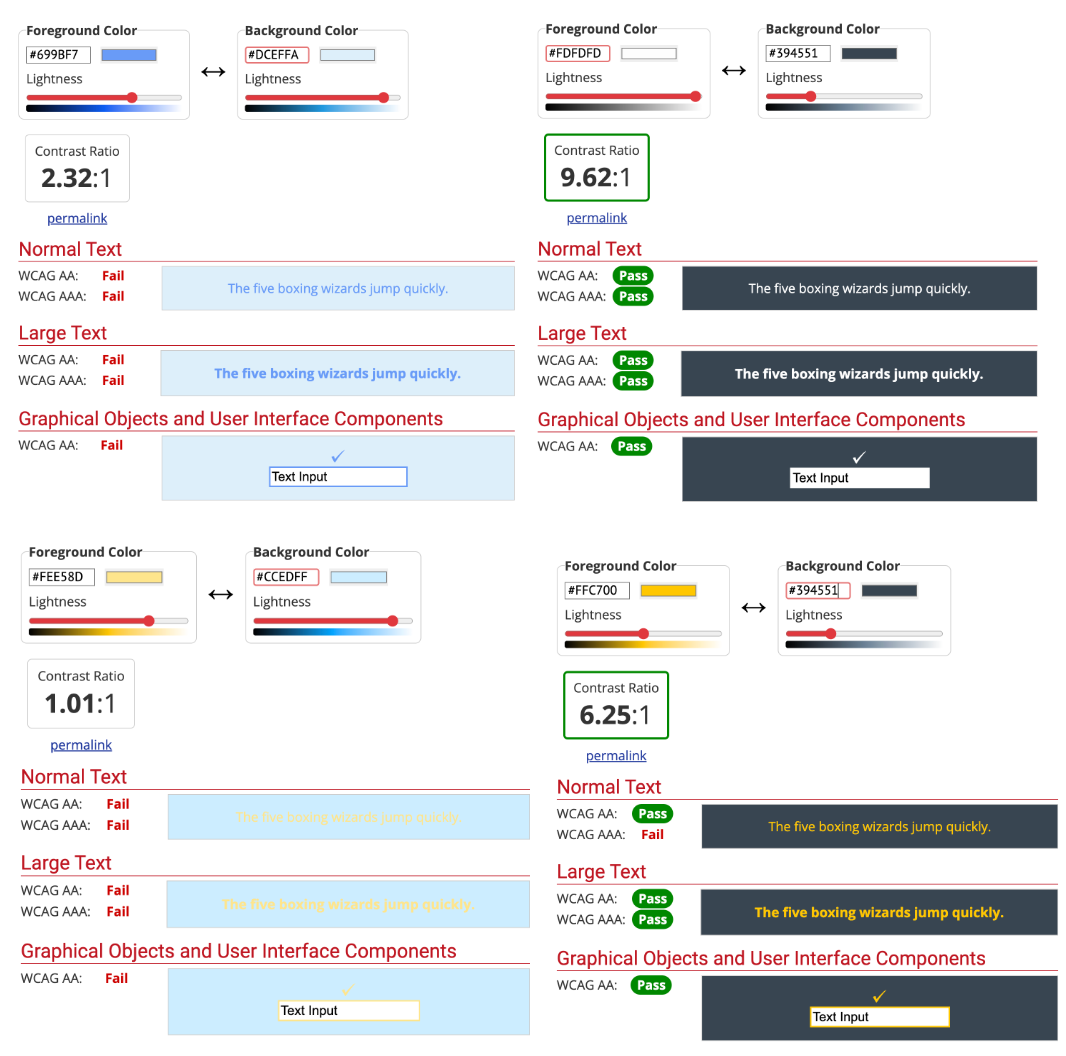 Foreground Color
#699BF7
Lightness
Background Color
#DCEFFA
Lightness
Contrast Ratio
2.32:1
permalink
Normal Text
WCAG AA: Fail
WCAG AAA: Fail
The five boxing wizards jump quickly.
Large Text
WCAG AA: Fail
WCAG AAA: Fail
The five boxing wizards jump quickly.
Graphical Objects and User Interface Components
WCAG AA: Fail
Text Input
Foreground Color
#FDFDFD
Lightness
Background Color
#394551
Lightness
Contrast Ratio
9.62:1
permalink
Normal Text
WCAG AA: Pass
WCAG AAA: Pass
The five boxing wizards jump quickly.
Large Text
WCAG AA: Pass
WCAG AAA: Pass
The five boxing wizards jump quickly.
Graphical Objects and User Interface Components
WCAG AA: Pass
Text Input
Foreground Color
#FEE58D
Lightness
Background Color
#CCEDFF
Lightness
Contrast Ratio
1.01:1
permalink
Normal Text
WCAG AA: Fail
WCAG AAA: Fail
The five boxing wizards jump quickly.
Large Text
WCAG AA: Fail
WCAG AAA: Fail
The five boxing wizards jump quickly.
Graphical Objects and User Interface Components
WCAG AA: Fail
Text Input
Foreground Color
#FFC700
Lightness
Background Color
#394551
Lightness
Contrast Ratio
6.25:1
permalink
Normal Text
WCAG AA: Pass
WCAG AAA: Fail
The five boxing wizards jump quickly.
Large Text
WCAG AA: Pass
WCAG AAA: Pass
The five boxing wizards jump quickly.
Graphical Objects and User Interface Components
WCAG AA: Pass
Text Input